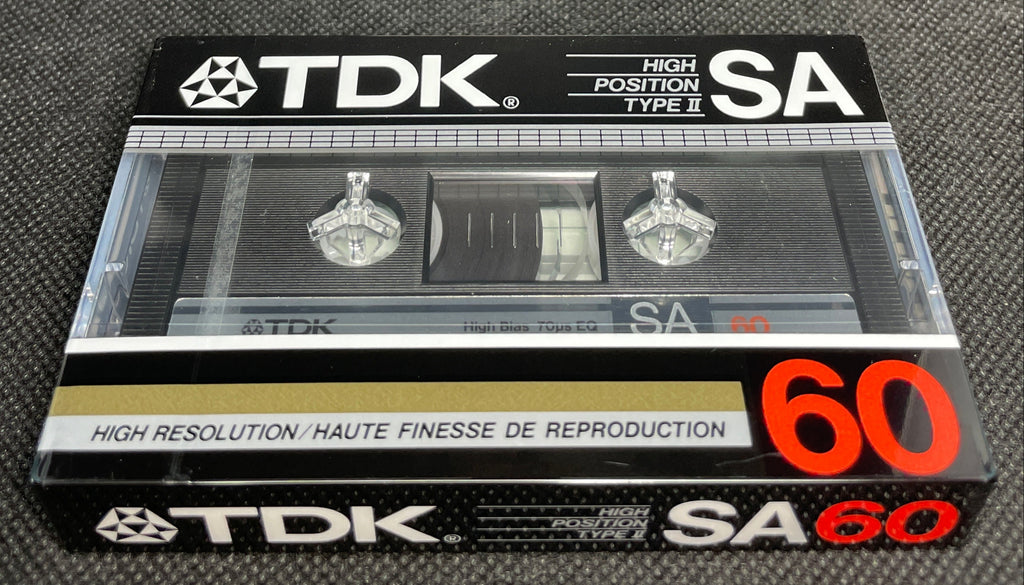 TDK®
HIGH
POSITION
TYPE II
SA
TDK
High Bias 70µs EQ
SA
60
60
HIGH RESOLUTION/HAUTE FINESSE DE REPRODUCTION
TDK®
HIGH
POSITION
TYPE II
SA60